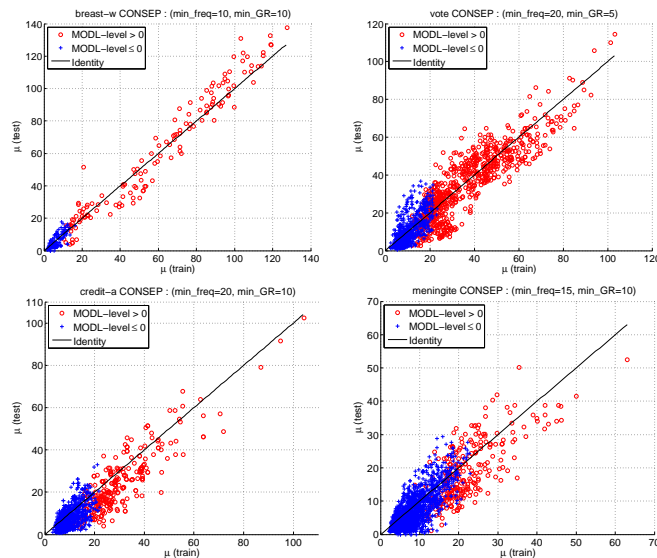 breast-w CONSEP : (min_freq=10, min_GR=10)
140
120
100
80
60
40
20
0
μ (test)
MODL-level > 0
MODL-level ≤ 0
Identity
0 20 40 60 80 100 120 140
μ (train)
vote CONSEP : (min_freq=20, min_GR=5)
120
100
80
60
40
20
0
μ (test)
MODL-level > 0
MODL-level ≤ 0
Identity
0 20 40 60 80 100 120
μ (train)
credit-a CONSEP : (min_freq=20, min_GR=10)
110
100
80
60
40
20
0
μ (test)
MODL-level > 0
MODL-level ≤ 0
Identity
0 20 40 60 80 100
μ (train)
meningite CONSEP : (min_freq=15, min_GR=10)
70
60
50
40
30
20
10
0
μ (test)
MODL-level > 0
MODL-level ≤ 0
Identity
0 10 20 30 40 50 60 70
μ (train)